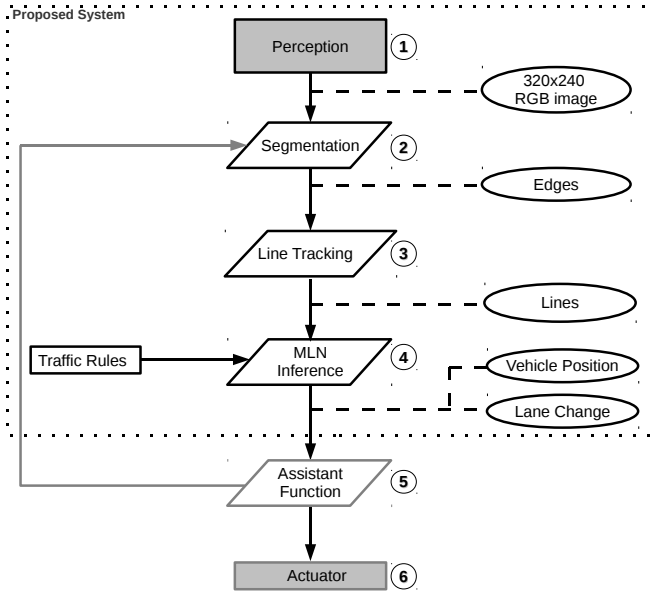 Proposed System
Perception
1
320x240
RGB image
Segmentation
2
Edges
Line Tracking
3
Lines
Traffic Rules
MLN
Inference
4
Vehicle Position
Lane Change
Assistant
Function
5
Actuator
6